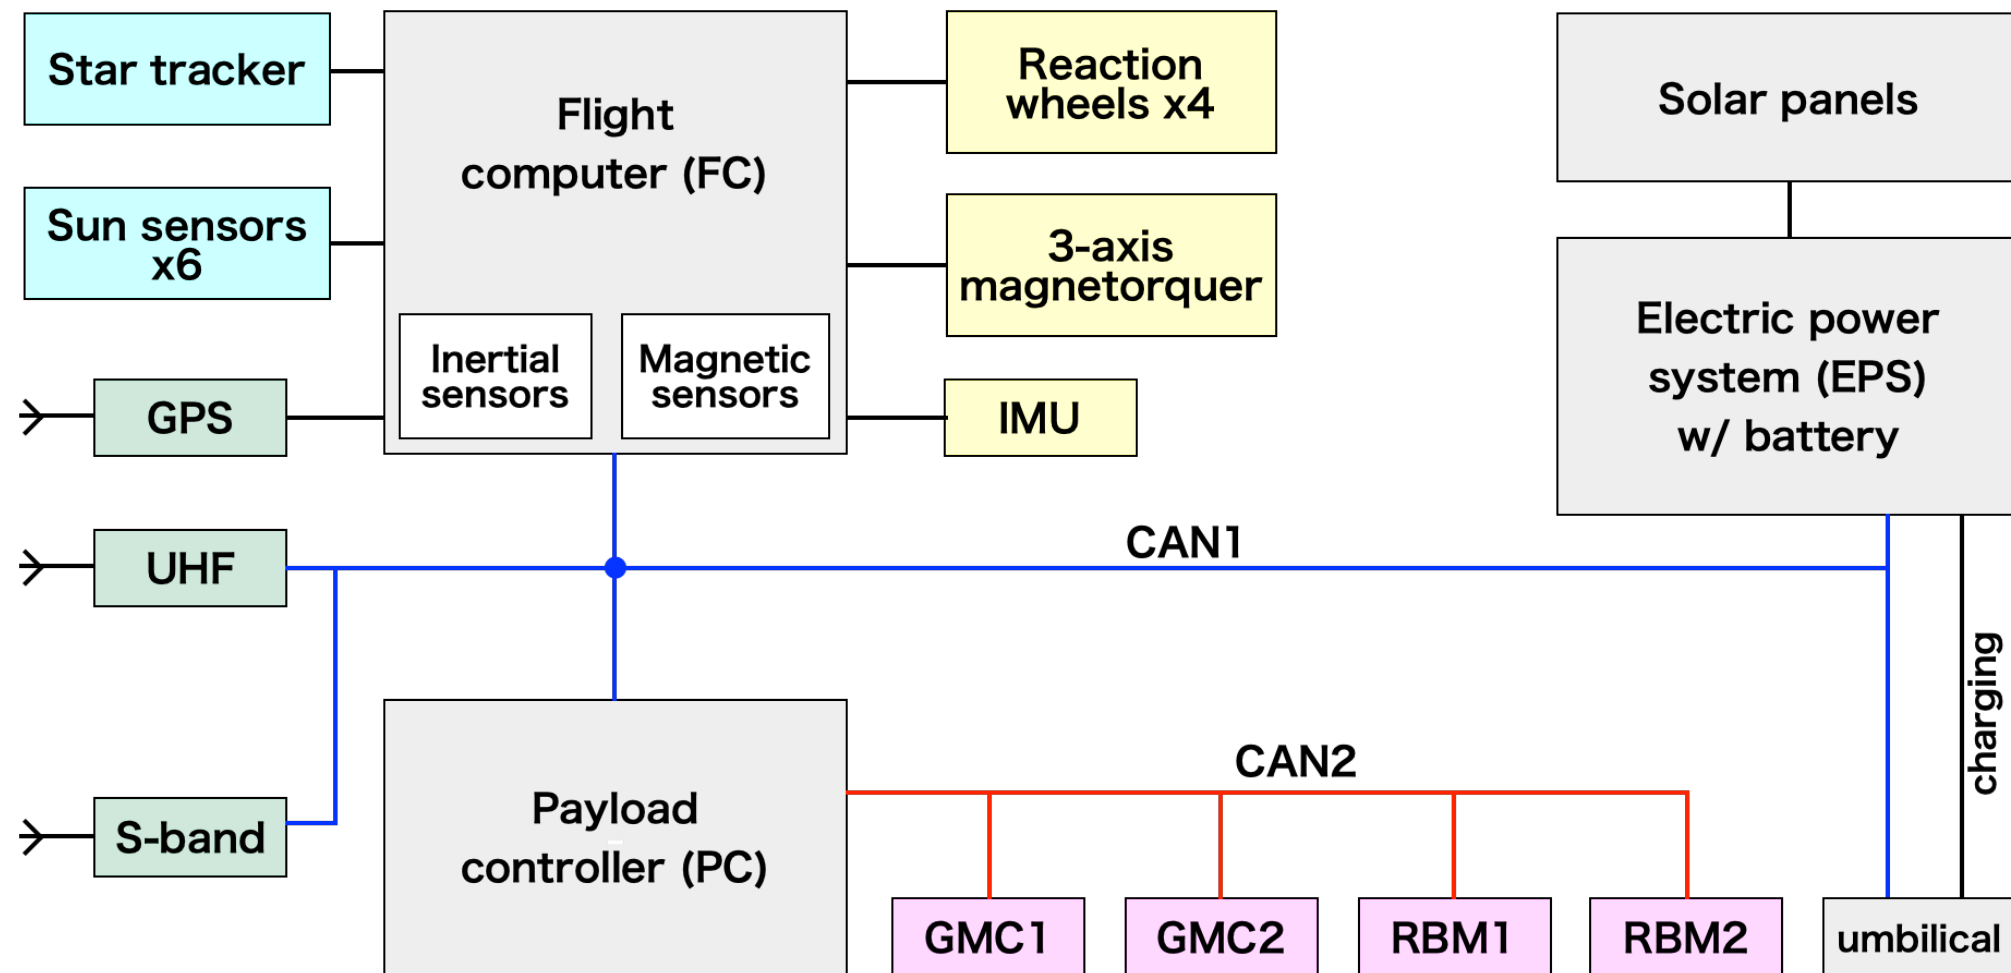 Star tracker
Flight
computer (FC)
Reaction
wheels x4
Solar panels
Sun sensors
x6
3-axis
magnetorquer
Electric power
system (EPS)
w/ battery
Inertial
sensors
Magnetic
sensors
GPS
IMU
UHF
CAN1
charging
S-band
Payload
controller (PC)
CAN2
GMC1
GMC2
RBM1
RBM2
umbilical